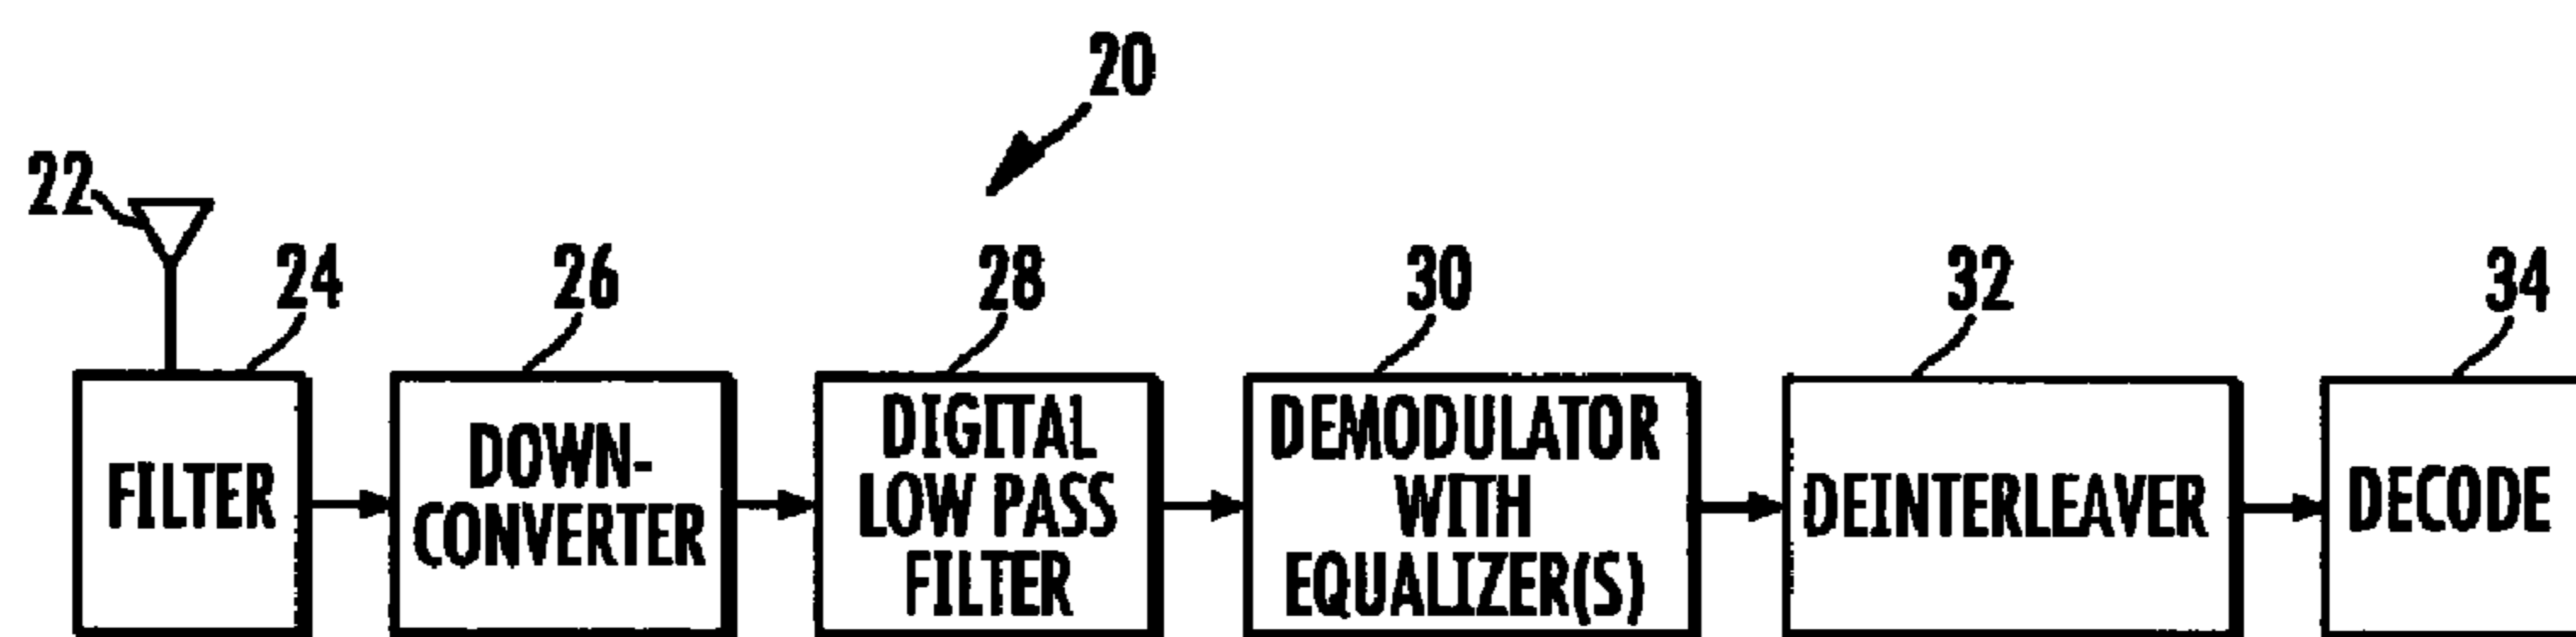 20
22
24
26
28
30
32
34
FILTER
DOWN-
CONVERTER
DIGITAL
LOW PASS
FILTER
DEMODULATOR
WITH
EQUALIZER(S)
DEINTERLEAVER
DECODE